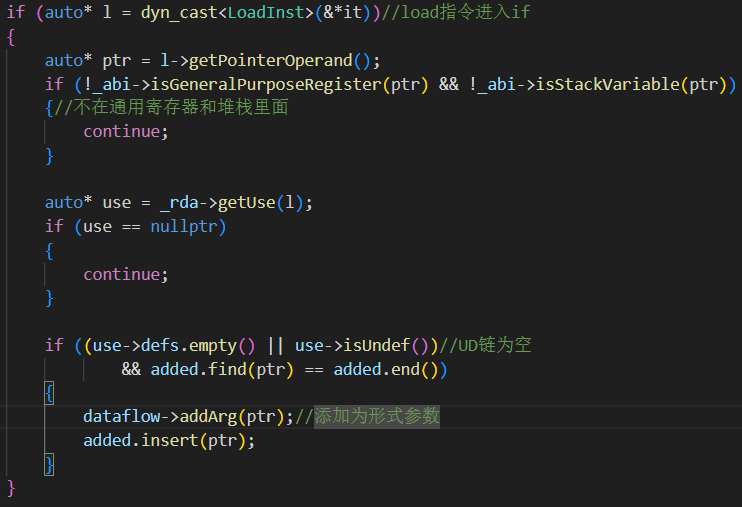 if (auto* l = dyn_cast<LoadInst>(&*it))//load指令进入if
{
auto* ptr = l->getPointerOperand();
if (!_abi->isGeneralPurposeRegister(ptr) && !_abi->isStackVariable(ptr))
{//不在通用寄存器和堆栈里面
continue;
}
auto* use = _rda->getUse(l);
if (use == nullptr)
{
continue;
}
if ((use->defs.empty() || use->isUndef())//UD链为空
&& added.find(ptr) == added.end())
{
dataflow->addArg(ptr);//添加为形式参数
added.insert(ptr);
}
}